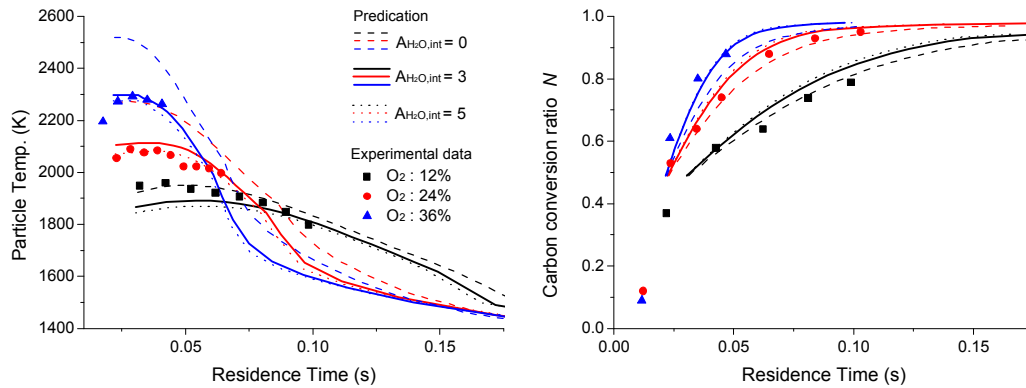 Predication
A_H₂O,int = 0
A_H₂O,int = 3
A_H₂O,int = 5
Experimental data
O₂ : 12%
O₂ : 24%
O₂ : 36%
2600
2400
2200
2000
1800
1600
1400
Particle Temp. (K)
0.05
0.10
0.15
Residence Time (s)
1.0
0.8
0.6
0.4
0.2
0.0
Carbon conversion ratio N
0.00
0.05
0.10
0.15
Residence Time (s)